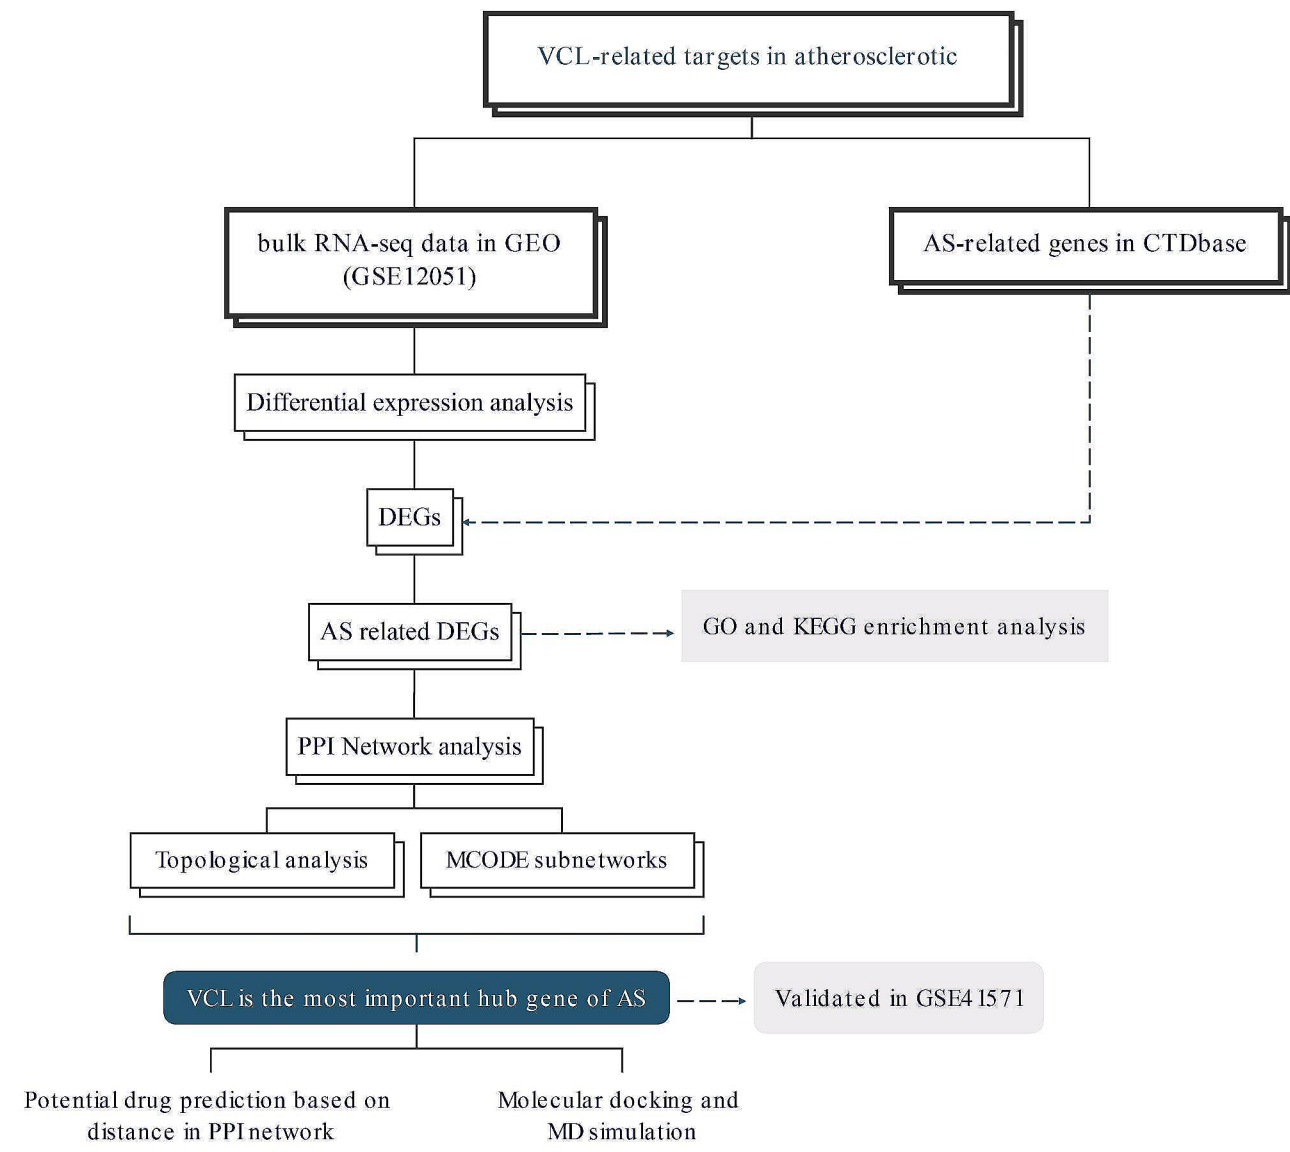 VCL-related targets in atherosclerotic
bulk RNA-seq data in GEO
(GSE12051)
AS-related genes in CTDbase
Differential expression analysis
DEGs
AS related DEGs
GO and KEGG enrichment analysis
PPI Network analysis
Topological analysis
MCODE subnetworks
VCL is the most important hub gene of AS
Validated in GSE41571
Potential drug prediction based on
distance in PPI network
Molecular docking and
MD simulation